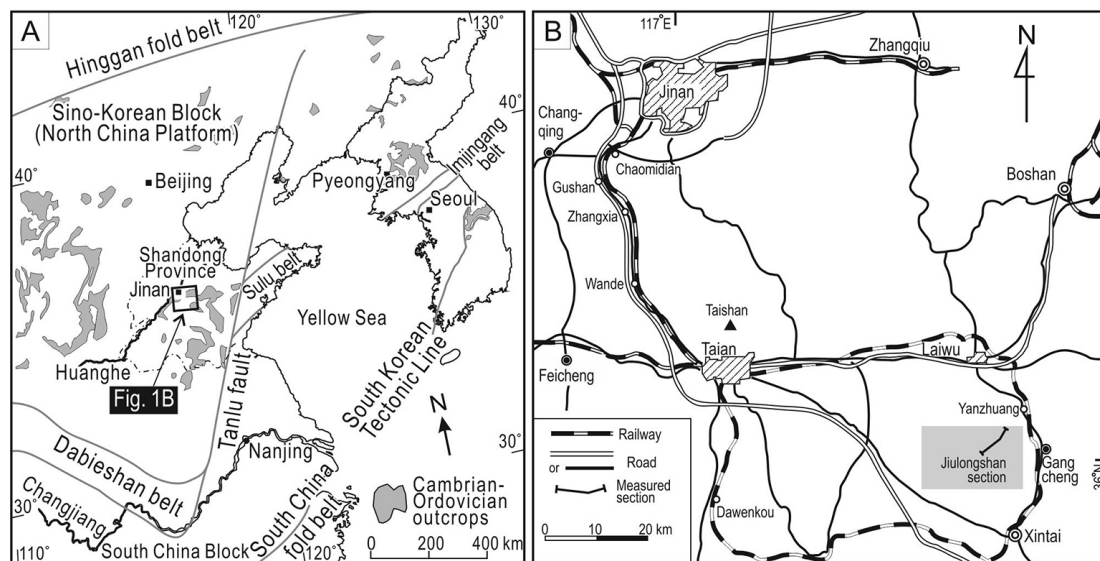 A
120°
130°
Hinggan fold belt
Sino-Korean Block
(North China Platform)
40°
40°
Imjingang
belt
Beijing
Pyeongyang
Seoul
Shandong
Province
Jinan
Sulu belt
Yellow Sea
Huanghe
Fig. 1B
Tanlu fault
South Korean
Tectonic Line
N
30°
Dabieshan belt
Nanjing
Changjiang
30°
South China
fold belt
Cambrian-
Ordovician
outcrops
110°
South China Block
120°
0 200 400 km
B
117°E
N
Zhangqiu
Jinan
Chang-
qing
Chaomidian
Boshan
Gushan
Zhangxia
Wande
Taishan
Taian
Laiwu
Feicheng
Yanzhuang
Jiulongshan
section
Gang
cheng
36°N
Railway
or Road
Measured
section
0 10 20 km
Dawenkou
Xintai